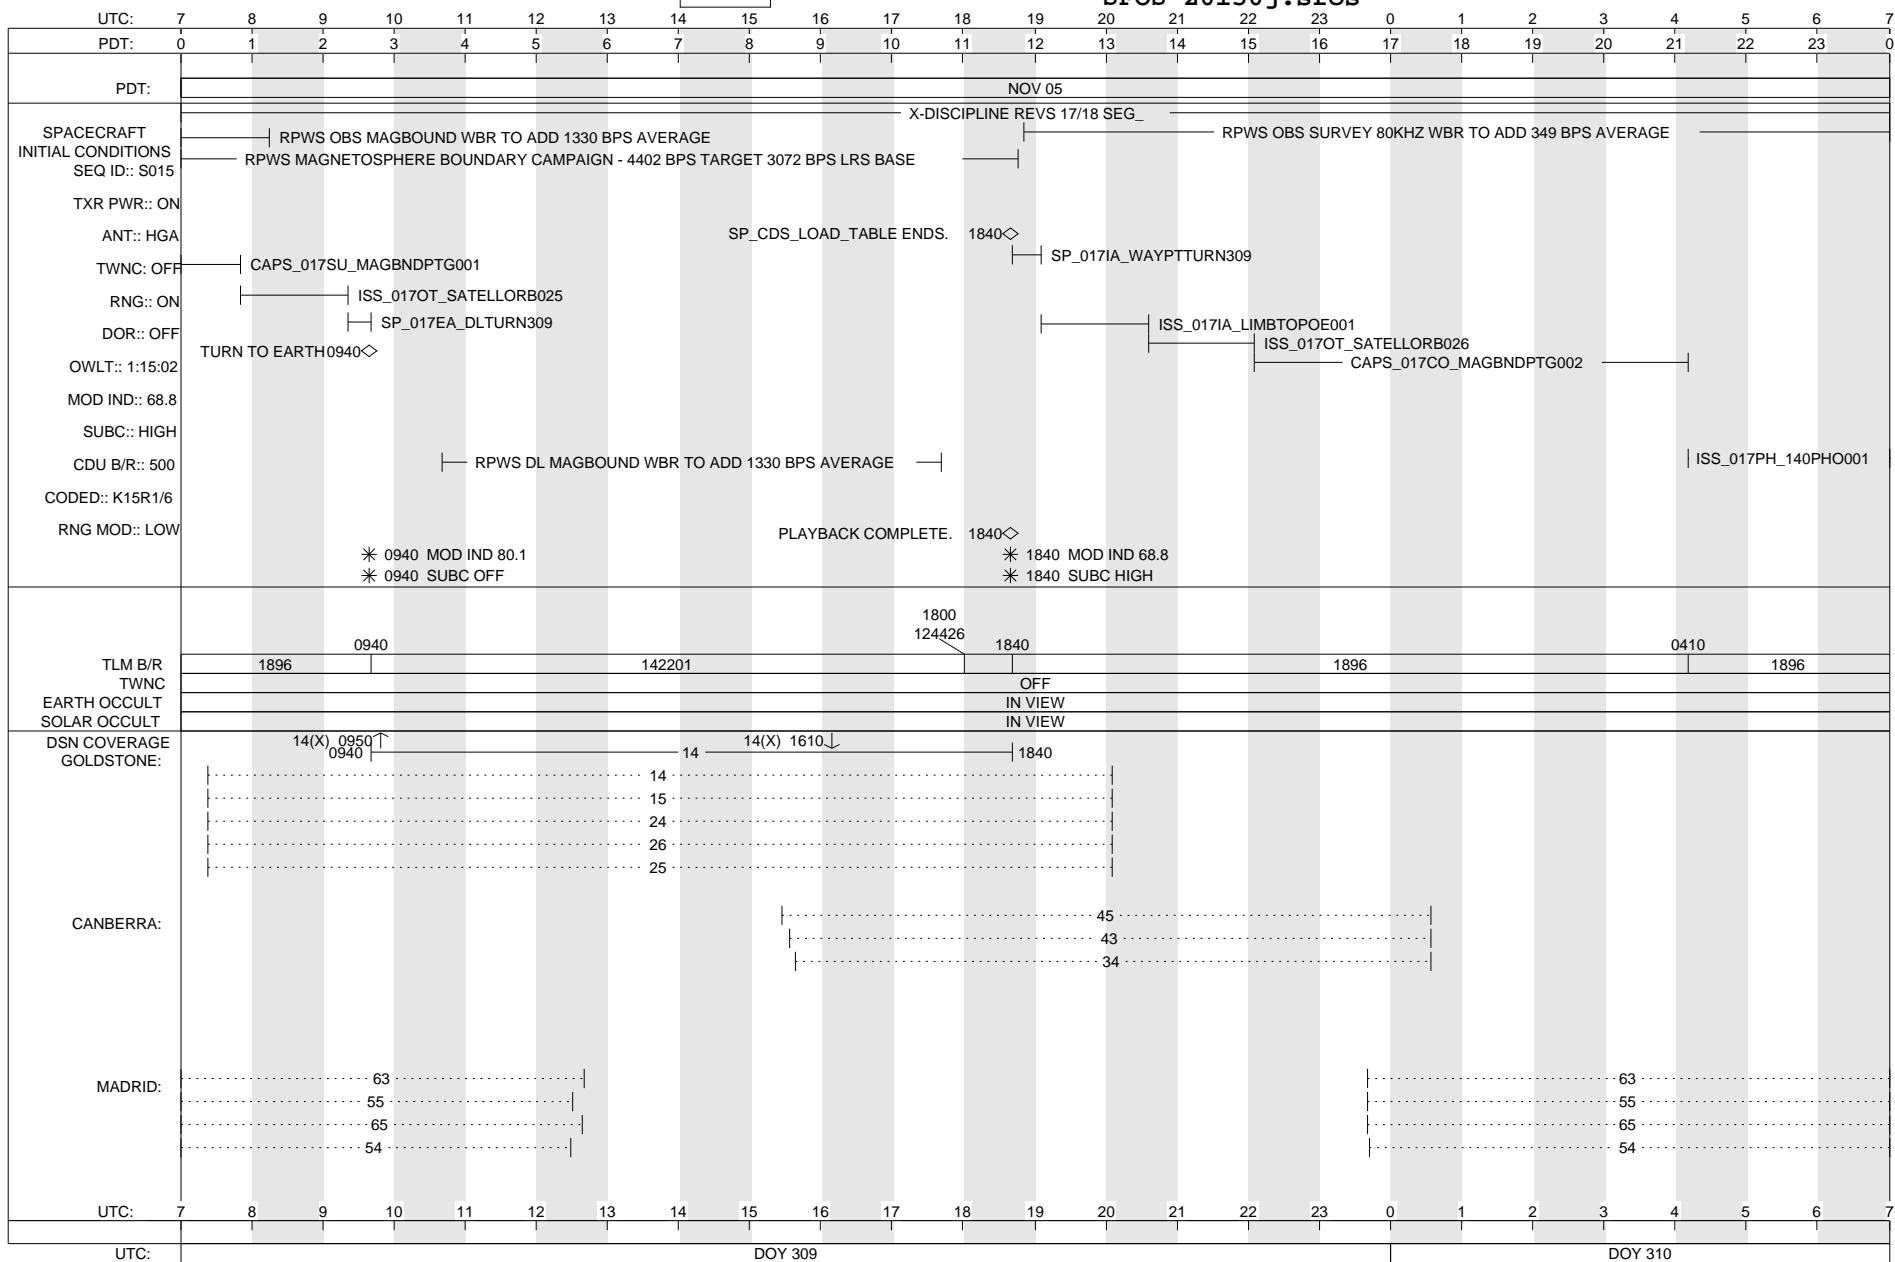 UTC: 7 8 9 10 11 12 13 14 15 16 17 18 19 20 21 22 23 0 1 2 3 4 5 6 7
PDT: 0 1 2 3 4 5 6 7 8 9 10 11 12 13 14 15 16 17 18 19 20 21 22 23 0
PDT: NOV 05
X-DISCIPLINE REVS 17/18 SEG_
SPACECRAFT
INITIAL CONDITIONS
SEQ ID:: S015
RPWS OBS MAGBOUND WBR TO ADD 1330 BPS AVERAGE
RPWS OBS SURVEY 80KHZ WBR TO ADD 349 BPS AVERAGE
RPWS MAGNETOSPHERE BOUNDARY CAMPAIGN - 4402 BPS TARGET 3072 BPS LRS BASE
TXR PWR:: ON
ANT:: HGA
SP_CDS_LOAD_TABLE ENDS. 1840
SP_017IA_WAYPTTURN309
TWNC: OFF
CAPS_017SU_MAGBNDPTG001
RNG:: ON
ISS_017OT_SATELLORB025
SP_017EA_DLTURN309
ISS_017IA_LIMBTOPOE001
DOR:: OFF
ISS_017OT_SATELLORB026
TURN TO EARTH 0940
CAPS_017CO_MAGBNDPTG002
OWLT:: 1:15:02
MOD IND:: 68.8
SUBC:: HIGH
CDU B/R:: 500
RPWS DL MAGBOUND WBR TO ADD 1330 BPS AVERAGE
ISS_017PH_140PHO001
CODED:: K15R1/6
RNG MOD:: LOW
PLAYBACK COMPLETE. 1840
0940 MOD IND 80.1
1840 MOD IND 68.8
0940 SUBC OFF
1840 SUBC HIGH
1800
124426
0940 1840 0410
TLM B/R 1896 142201 1896 1896
TWNC OFF
EARTH OCCULT IN VIEW
SOLAR OCCULT IN VIEW
DSN COVERAGE
14(X) 0950 14(X) 1610
GOLDSTONE: 0940 14 1840
14
15
24
26
25
CANBERRA:
45
43
34
MADRID:
63 63
55 55
65 65
54 54
UTC: 7 8 9 10 11 12 13 14 15 16 17 18 19 20 21 22 23 0 1 2 3 4 5 6 7
UTC: DOY 309 DOY 310